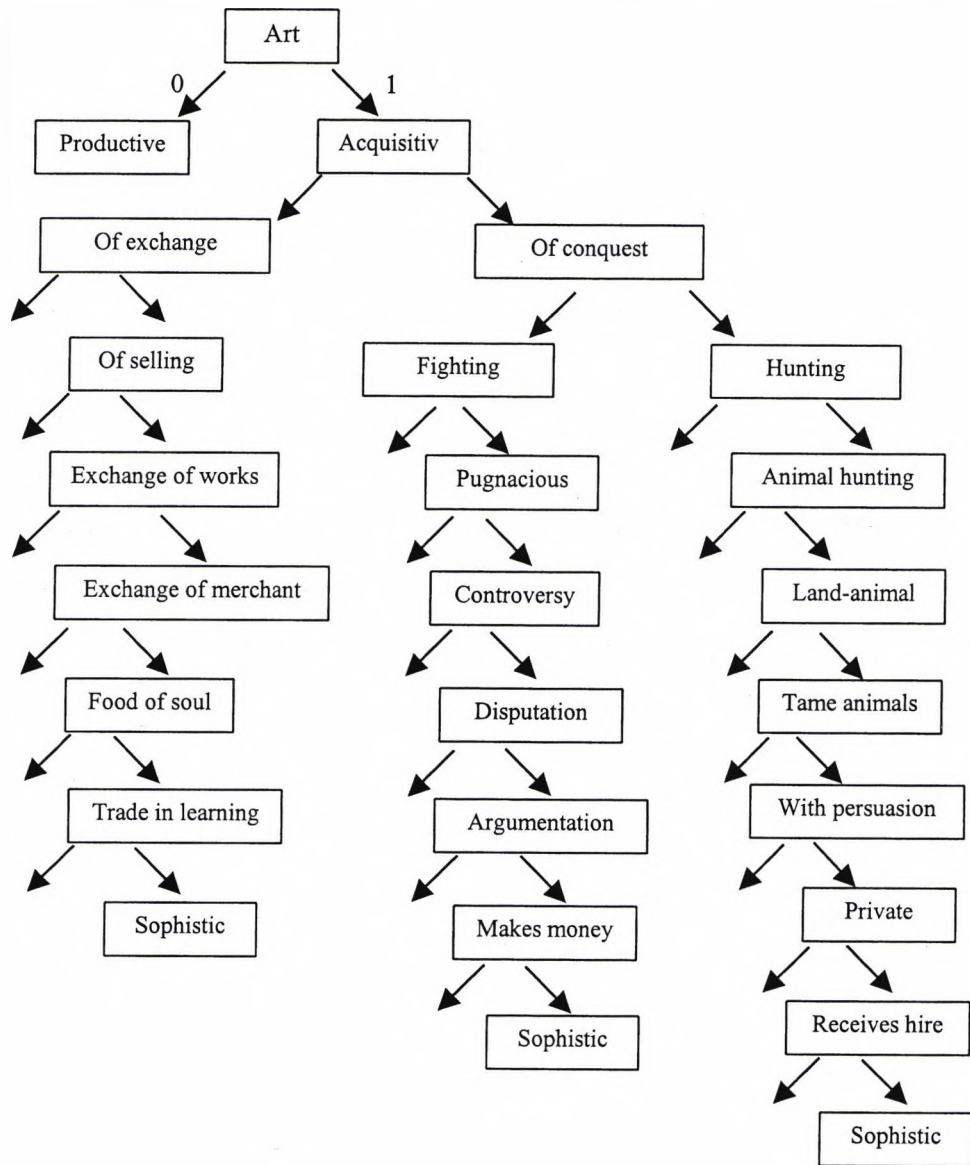 Art
0 1
Productive Acquisitiv
Of exchange Of conquest
Of selling Fighting Hunting
Exchange of works Pugnacious Animal hunting
Exchange of merchant Controversy Land-animal
Food of soul Disputation Tame animals
Trade in learning Argumentation With persuasion
Sophistic Makes money Private
Sophistic Receives hire
Sophistic